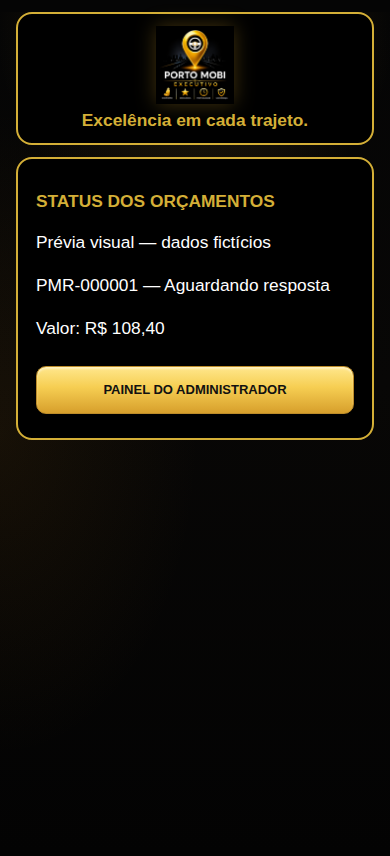 PORTO MOBI
EXECUTIVO
Excelência em cada trajeto.
STATUS DOS ORÇAMENTOS
Prévia visual — dados fictícios
PMR-000001 — Aguardando resposta
Valor: R$ 108,40
PAINEL DO ADMINISTRADOR